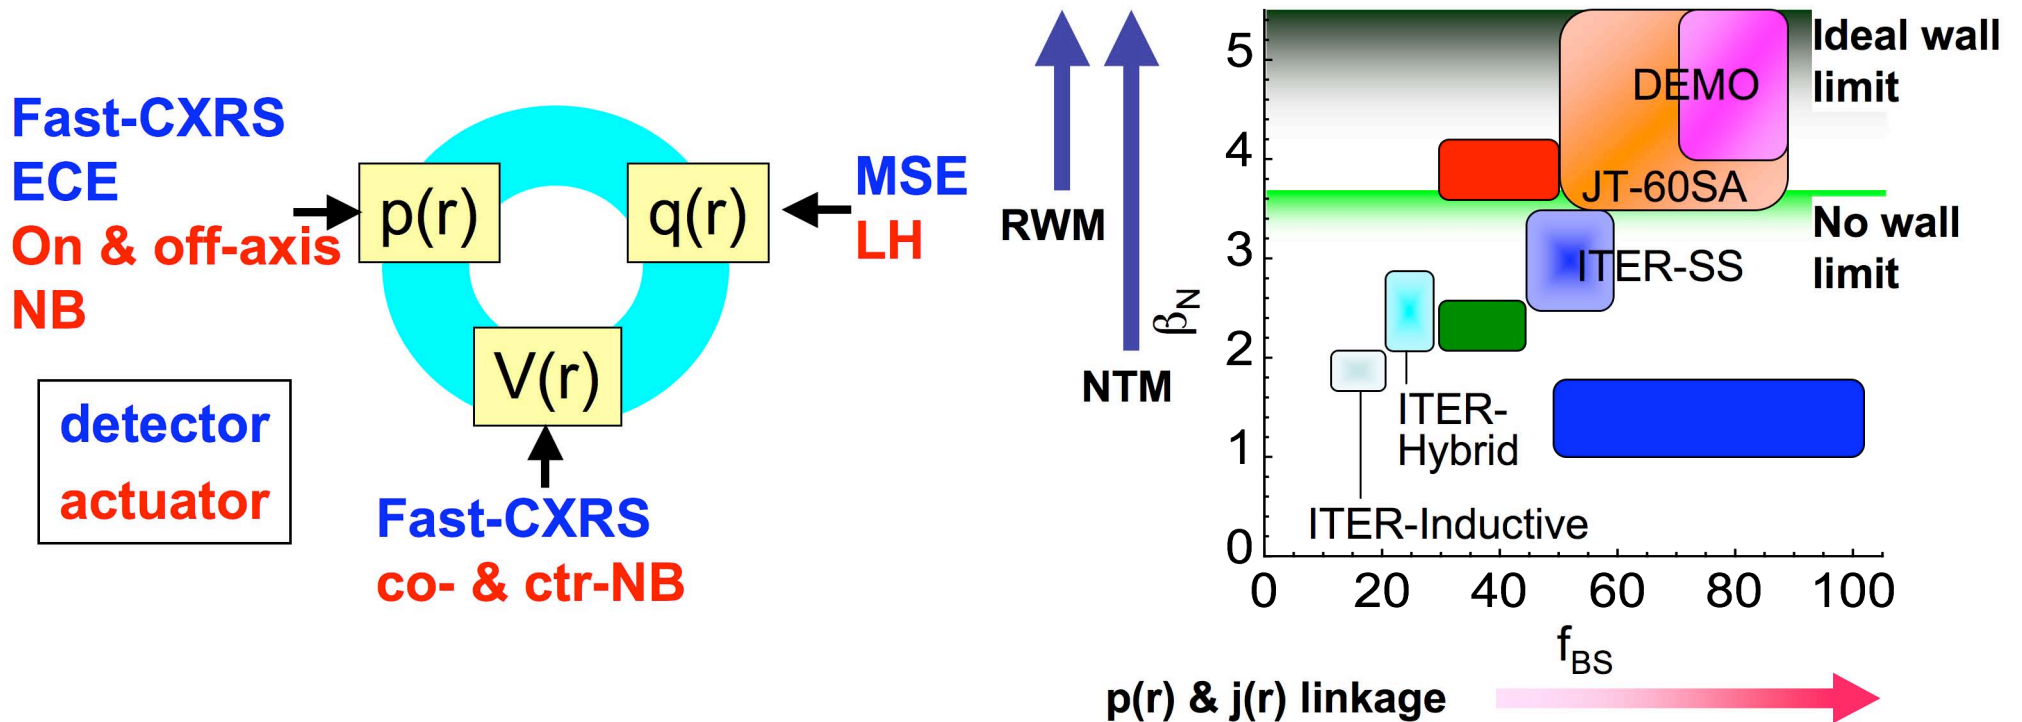 Fast-CXRS
ECE
On & off-axis
NB
p(r)
q(r)
V(r)
MSE
LH
detector
actuator
Fast-CXRS
co- & ctr-NB
RWM
NTM
βN
5
4
3
2
1
0
0 20 40 60 80 100
fBS
Ideal wall
limit
DEMO
JT-60SA
No wall
limit
ITER-SS
ITER-
Hybrid
ITER-Inductive
p(r) & j(r) linkage